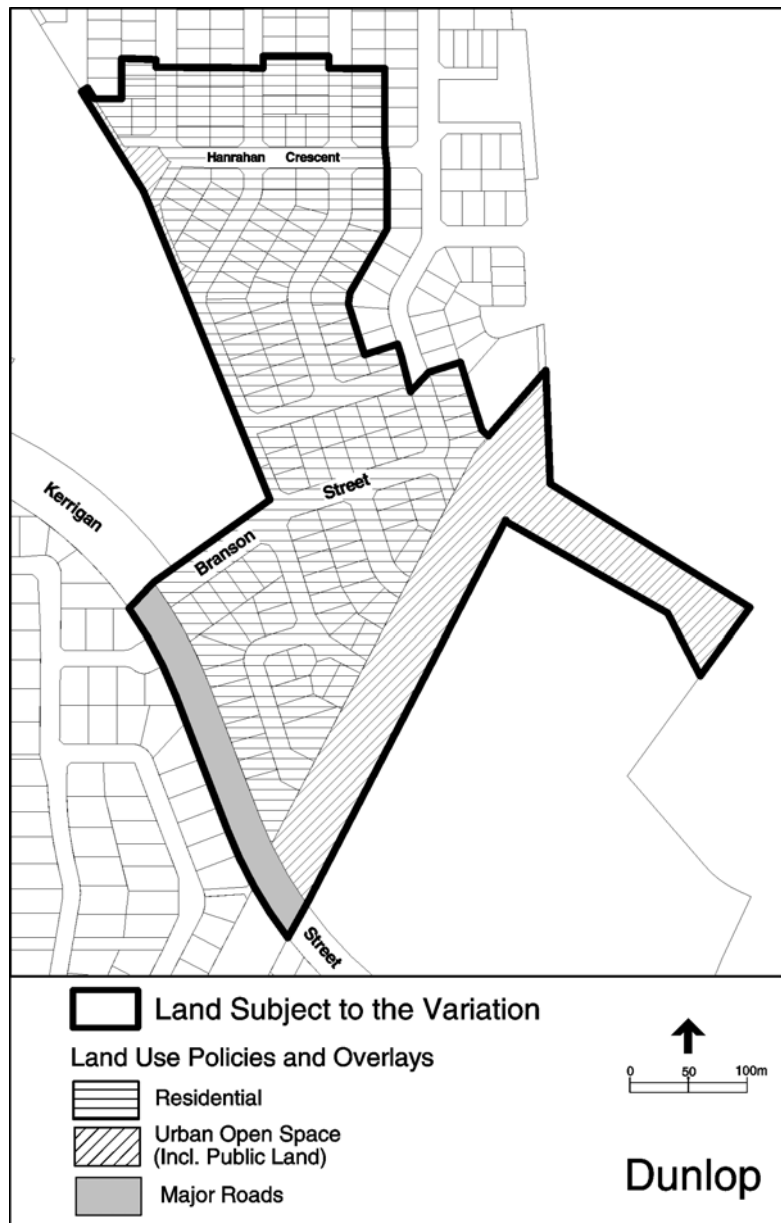 Hanrahan Crescent
Kerrigan
Street
Branson
Street
Land Subject to the Variation
Land Use Policies and Overlays
Residential
Urban Open Space
(Incl. Public Land)
Major Roads
0 50 100m
Dunlop